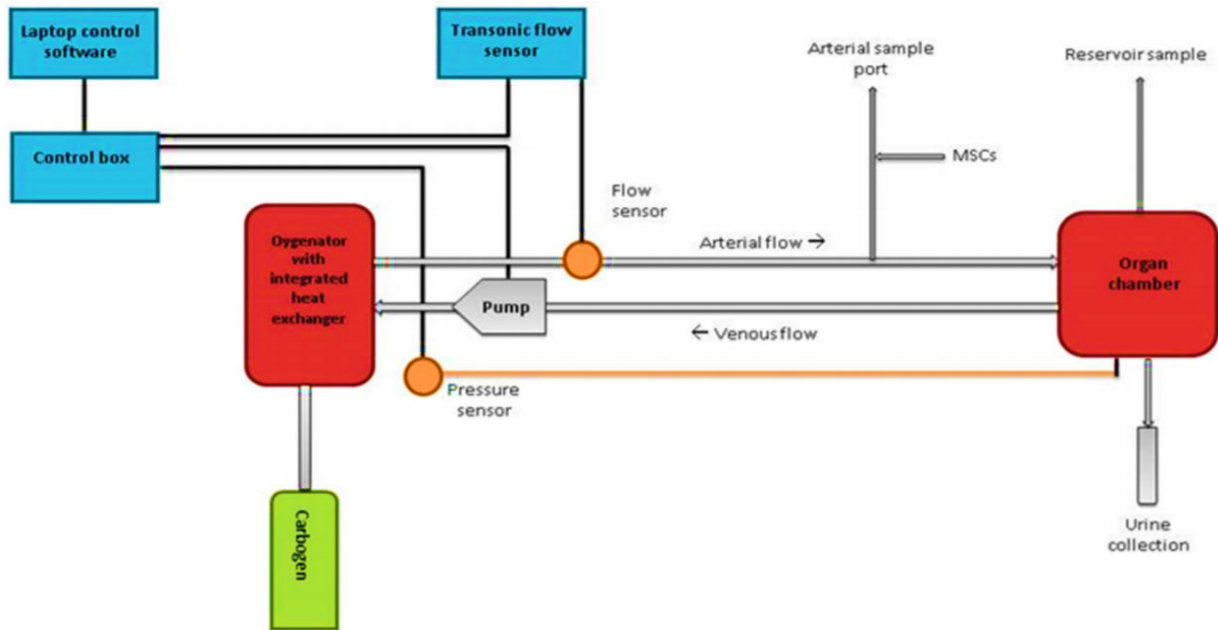 Laptop control
software
Transonic flow
sensor
Arterial sample
port
Reservoir sample
Control box
MSCs
Flow
sensor
Oygenator
with
integrated
heat
exchanger
Arterial flow →
Organ
chamber
Pump
← Venous flow
Pressure
sensor
Carbogen
Urine
collection